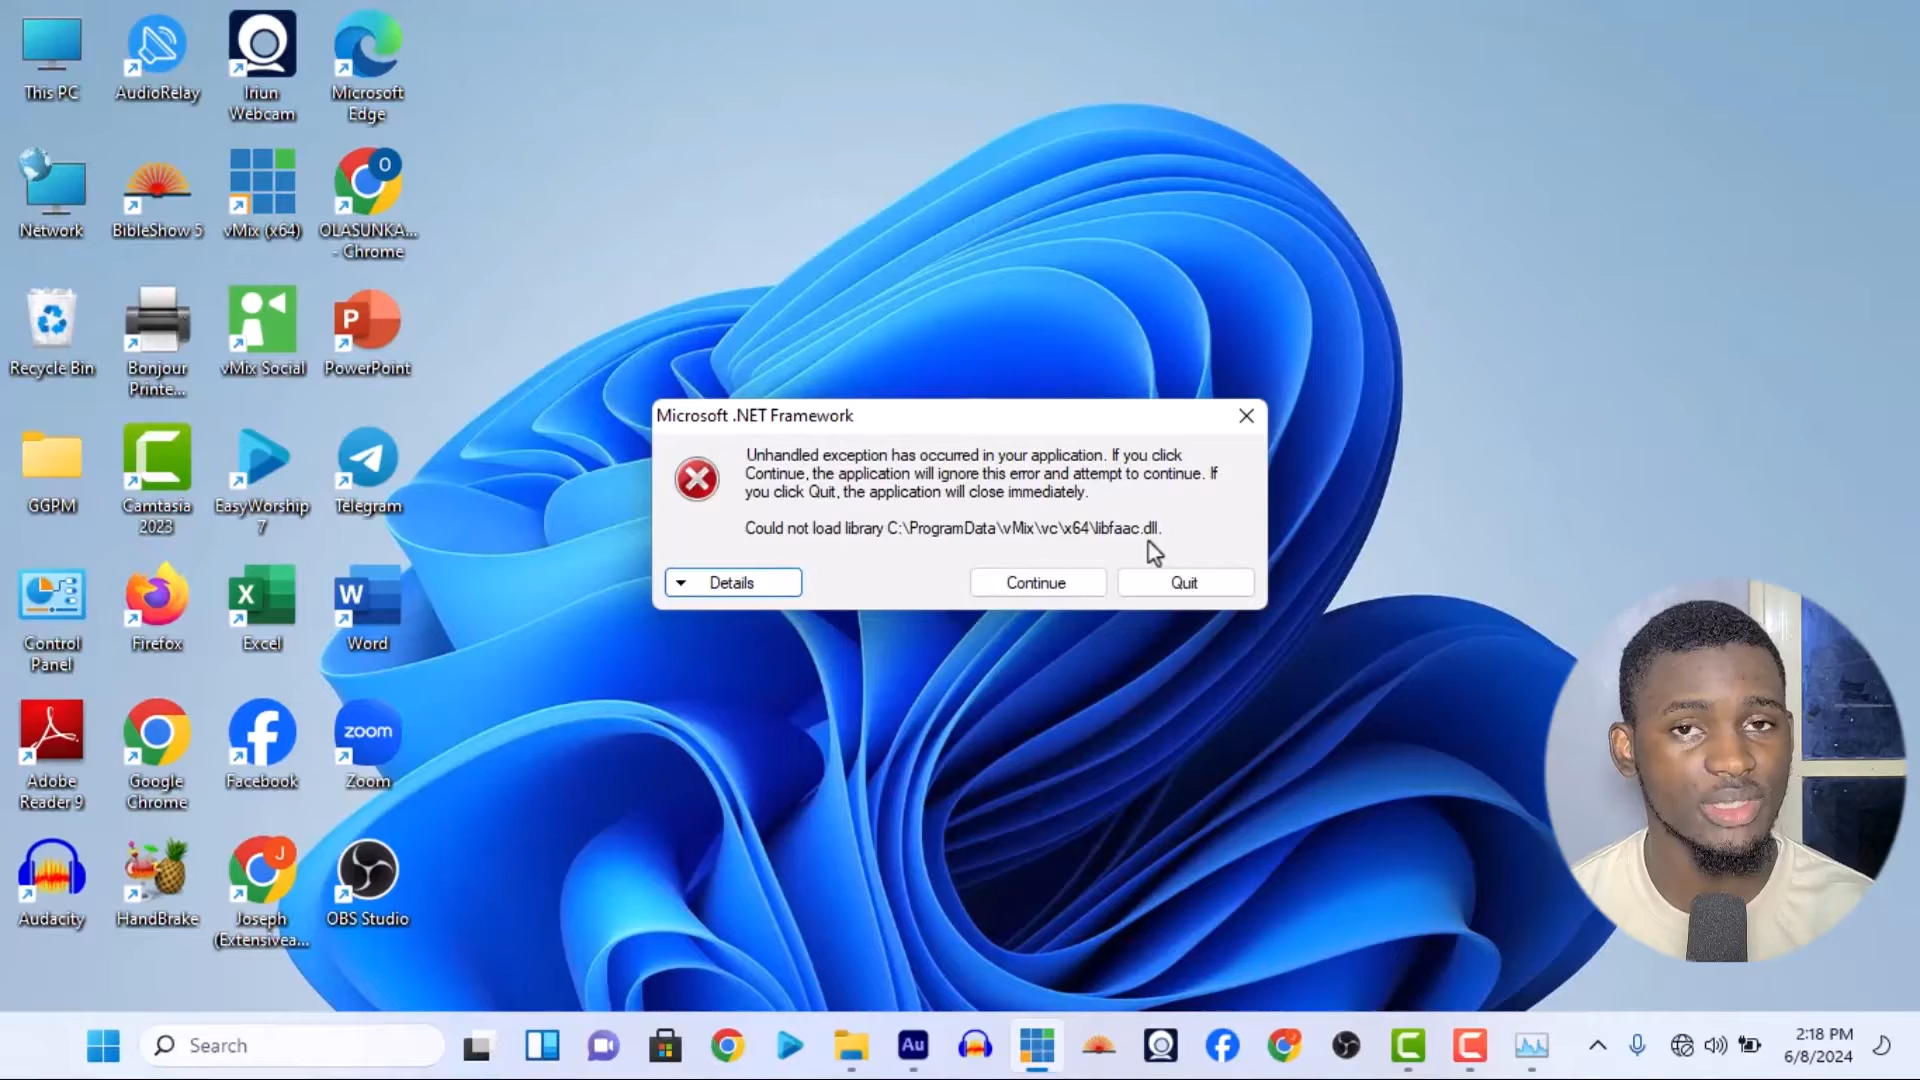 This PC
AudioRelay
Iriun
Webcam
Microsoft
Edge
Network
BibleShow 5
vMix (x64)
O
OLASUNKA...
- Chrome
Recycle Bin
Bonjour
Printe...
vMix Social
P
PowerPoint
GGPM
Camtasia
2023
EasyWorship
7
Telegram
Control
Panel
Firefox
X
Excel
W
Word
Adobe
Reader 9
Google
Chrome
Facebook
zoom
Zoom
Audacity
HandBrake
J
Joseph
(Extensivea...
OBS Studio
Microsoft .NET Framework
Unhandled exception has occurred in your application. If you click
Continue, the application will ignore this error and attempt to continue. If
you click Quit, the application will close immediately.
Could not load library C:\ProgramData\vMix\vc\x64\libfaac.dll.
Details
Continue
Quit
Search
Au
2:18 PM
6/8/2024